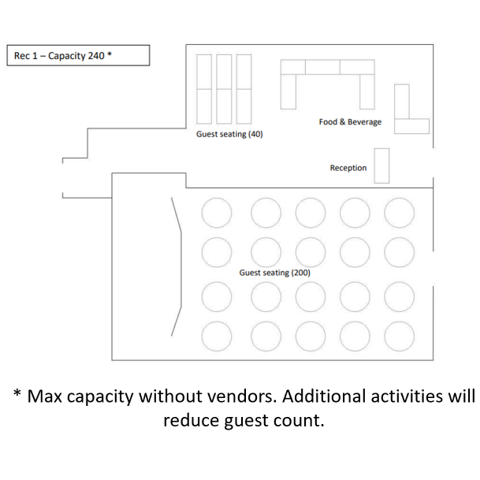 Rec 1 – Capacity 240 *
Guest seating (40)
Food & Beverage
Reception
Guest seating (200)
* Max capacity without vendors. Additional activities will
reduce guest count.